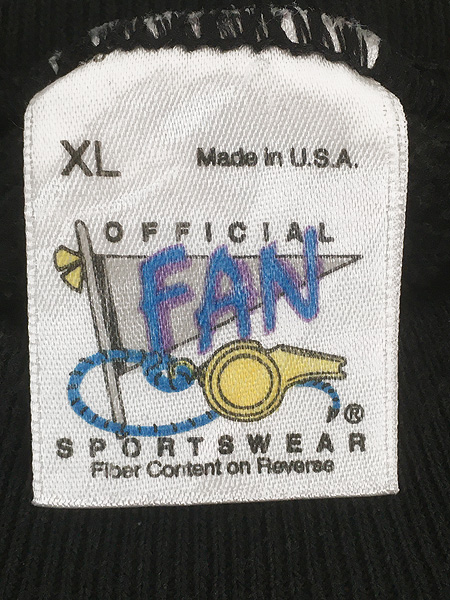 XL Made in U.S.A.
OFFICIAL
FAN
®
SPORTSWEAR
Fiber Content on Reverse